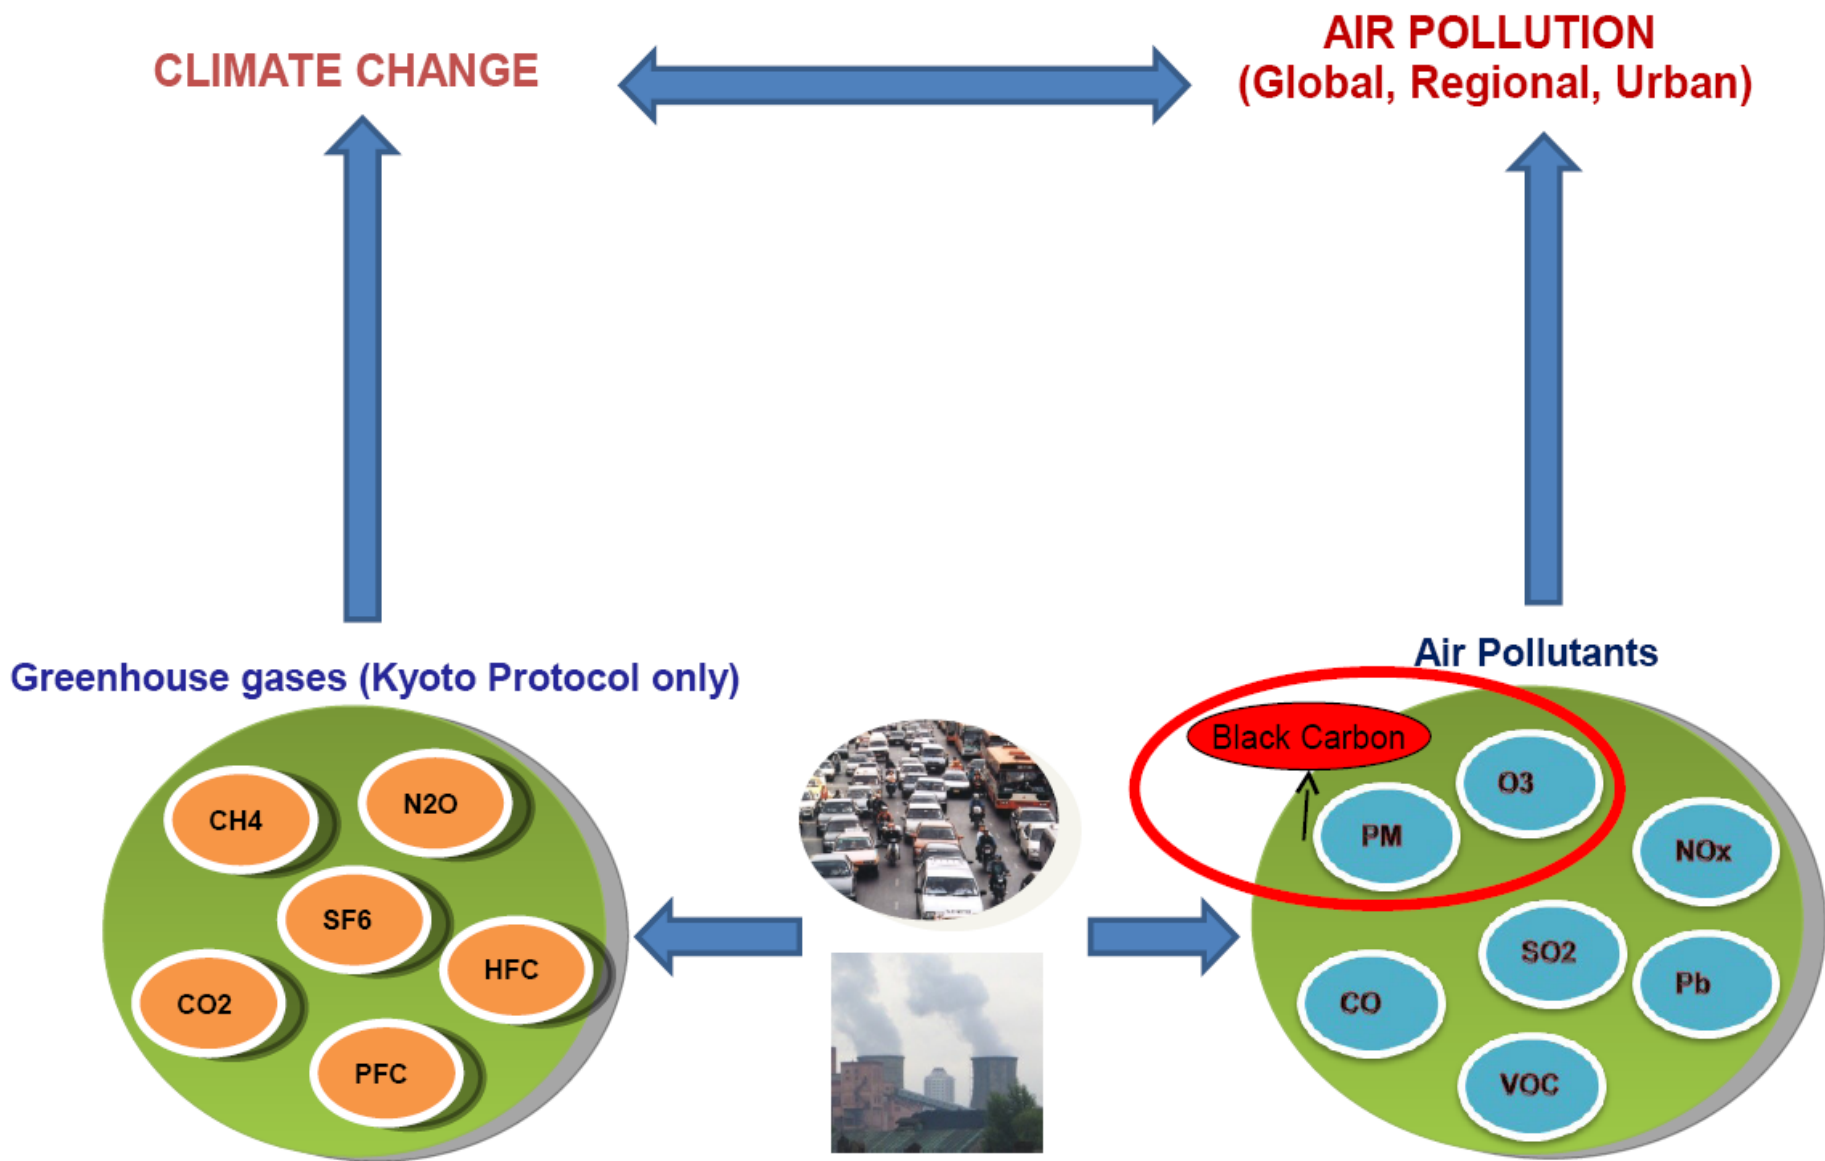 CLIMATE CHANGE
AIR POLLUTION
(Global, Regional, Urban)
Greenhouse gases (Kyoto Protocol only)
Air Pollutants
CH4
N2O
SF6
HFC
CO2
PFC
Black Carbon
O3
PM
NOx
SO2
Pb
CO
VOC